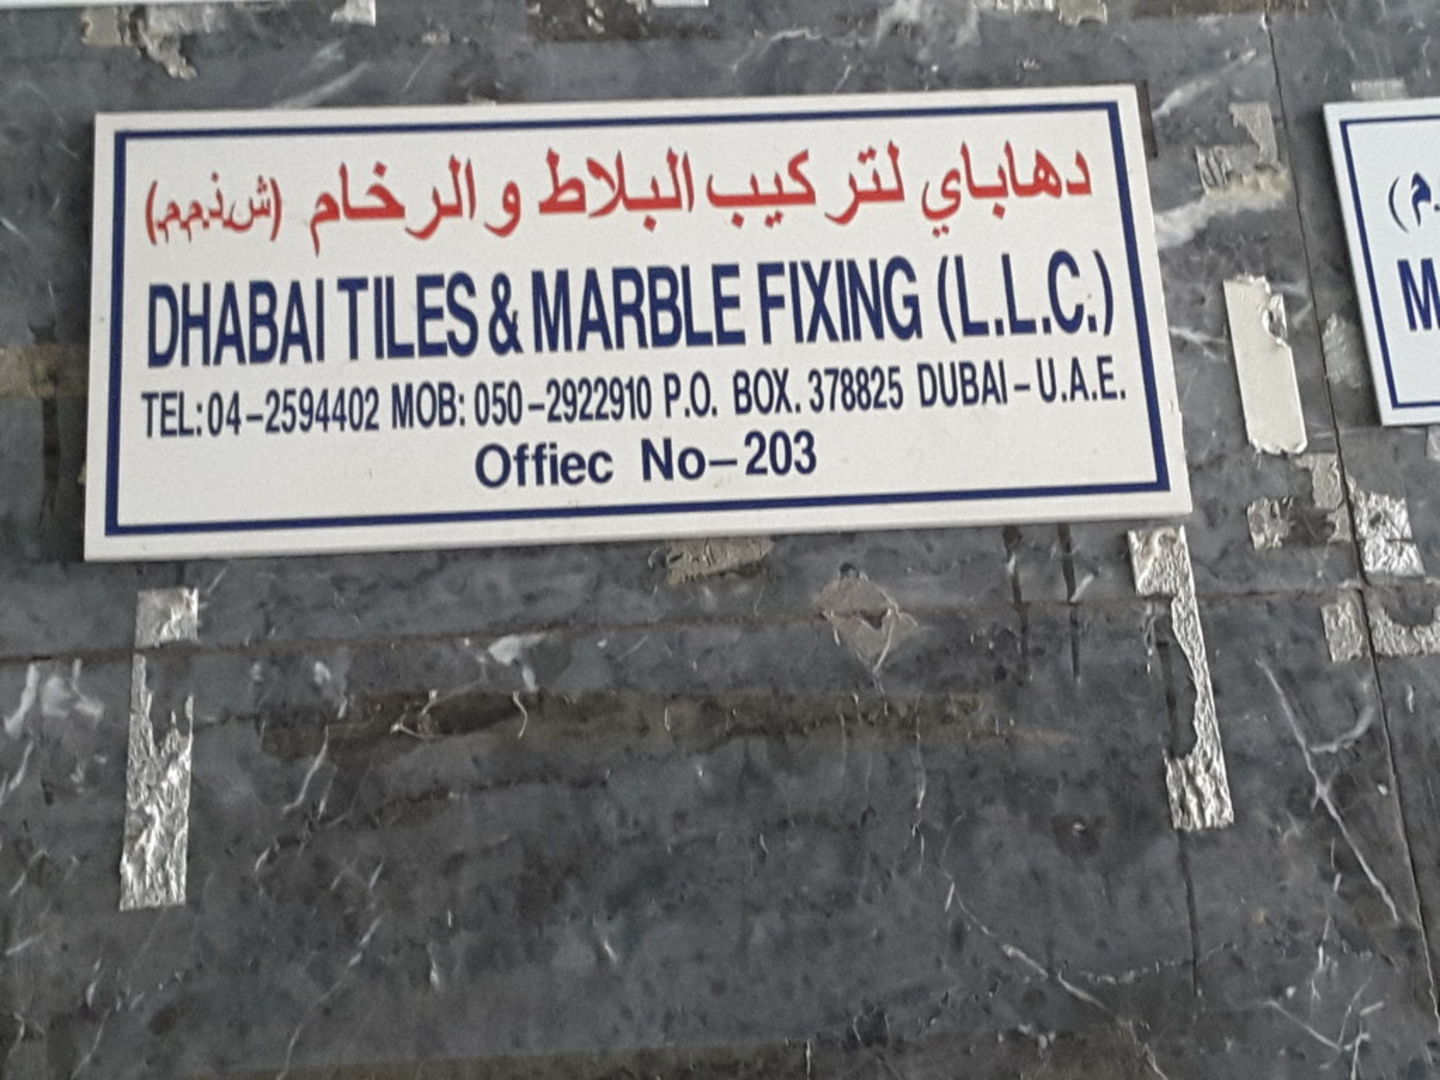 دهاباي لتركيب البلاط و الرخام (ش.ذ.م.م.)
DHABAI TILES & MARBLE FIXING (L.L.C.)
TEL:04-2594402 MOB: 050-2922910 P.O. BOX. 378825 DUBAI-U.A.E.
Offiec No-203